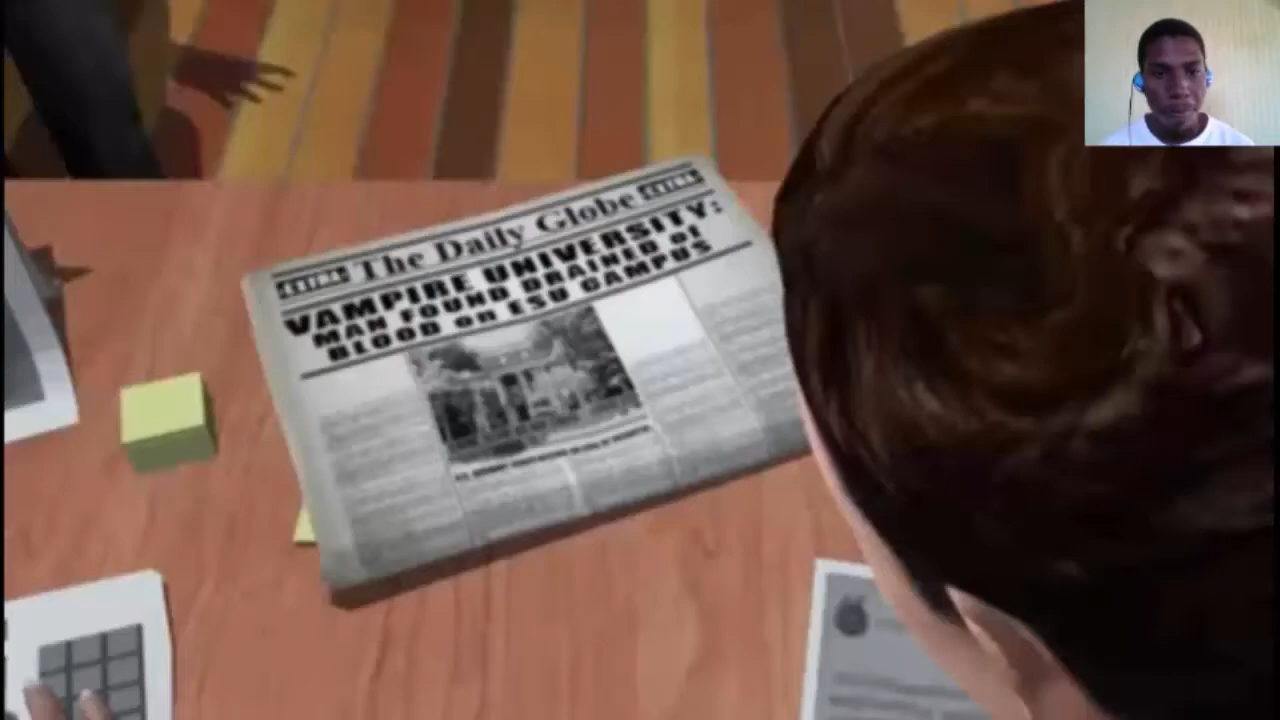 EXTRA The Daily Globe EXTRA
VAMPIRE UNIVERSITY:
MAN FOUND DRAINED of
BLOOD on ESU CAMPUS